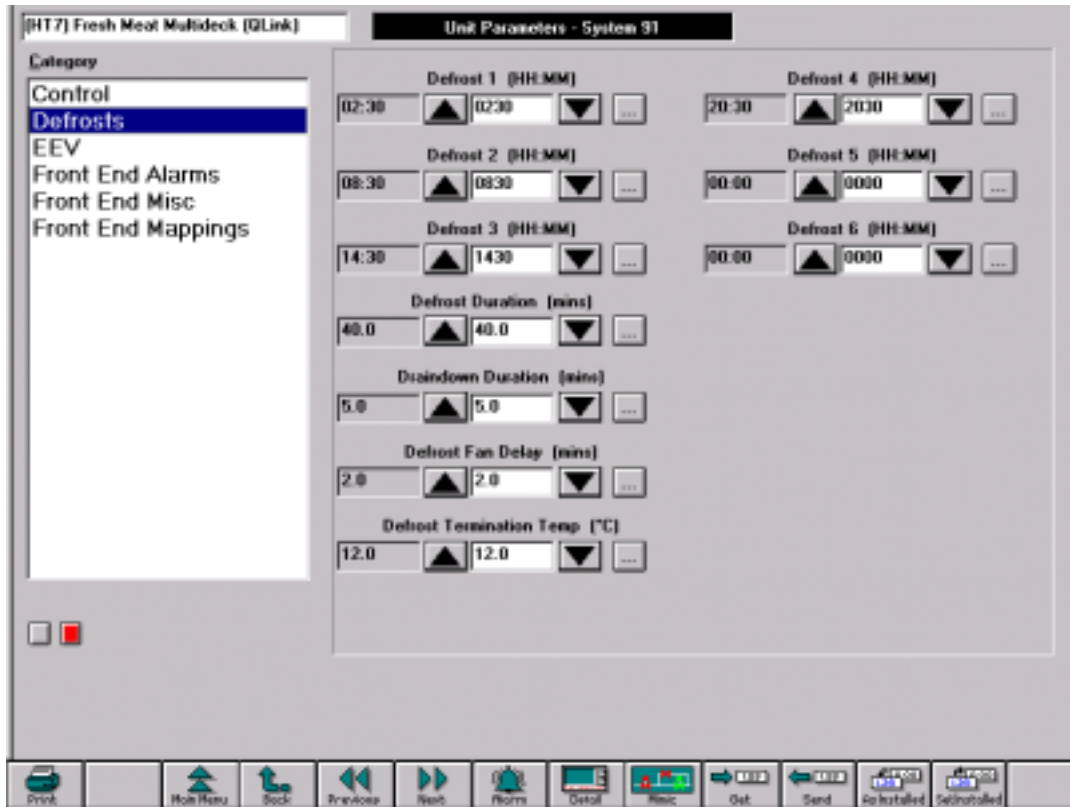 (HT7) Fresh Meat Multideck (QLink)
Unit Parameters - System 91
Category
Control
Defrosts
EEV
Front End Alarms
Front End Misc
Front End Mappings
Defrost 1 (HH:MM)
02:30 0230 ...
Defrost 2 (HH:MM)
08:30 0830 ...
Defrost 3 (HH:MM)
14:30 1430 ...
Defrost Duration (mins)
40.0 40.0 ...
Draindown Duration (mins)
5.0 5.0 ...
Defrost Fan Delay (mins)
2.0 2.0 ...
Defrost Termination Temp (°C)
12.0 12.0 ...
Defrost 4 (HH:MM)
20:30 2030 ...
Defrost 5 (HH:MM)
00:00 0000 ...
Defrost 6 (HH:MM)
00:00 0000 ...
Print Main Menu Back Previous Next Alarm Detail Mimic Get Send As Installed Set Installed